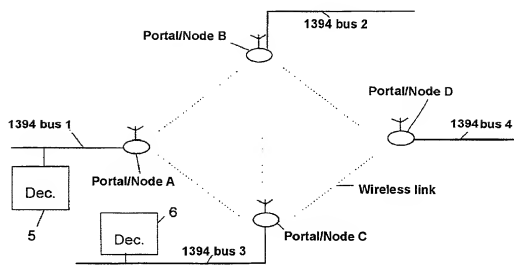 1394 bus 2
Portal/Node B
Portal/Node D
1394 bus 1
1394 bus 4
Portal/Node A
Wireless link
Dec.
5
6
Dec.
Portal/Node C
1394 bus 3